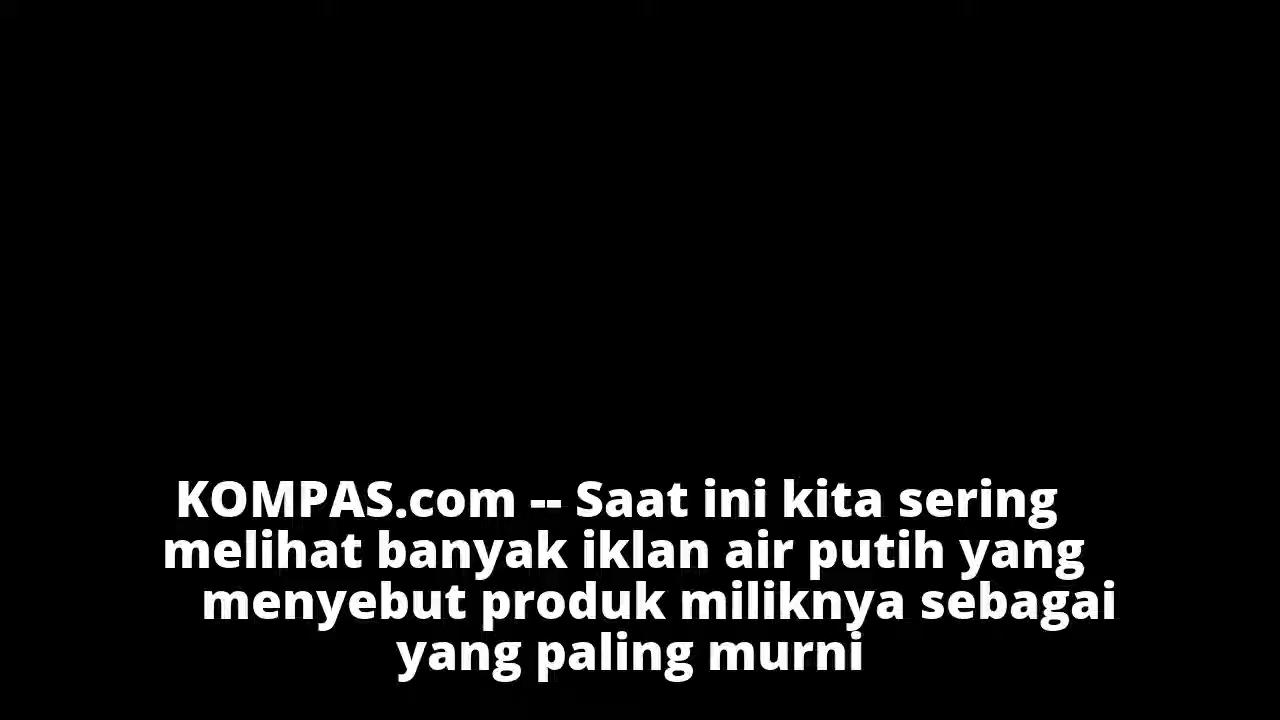 KOMPAS.com -- Saat ini kita sering
melihat banyak iklan air putih yang
menyebut produk miliknya sebagai
yang paling murni